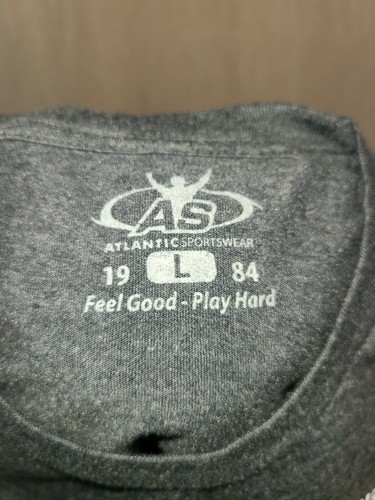 AS
ATLANTIC SPORTSWEAR
19 L 84
Feel Good - Play Hard